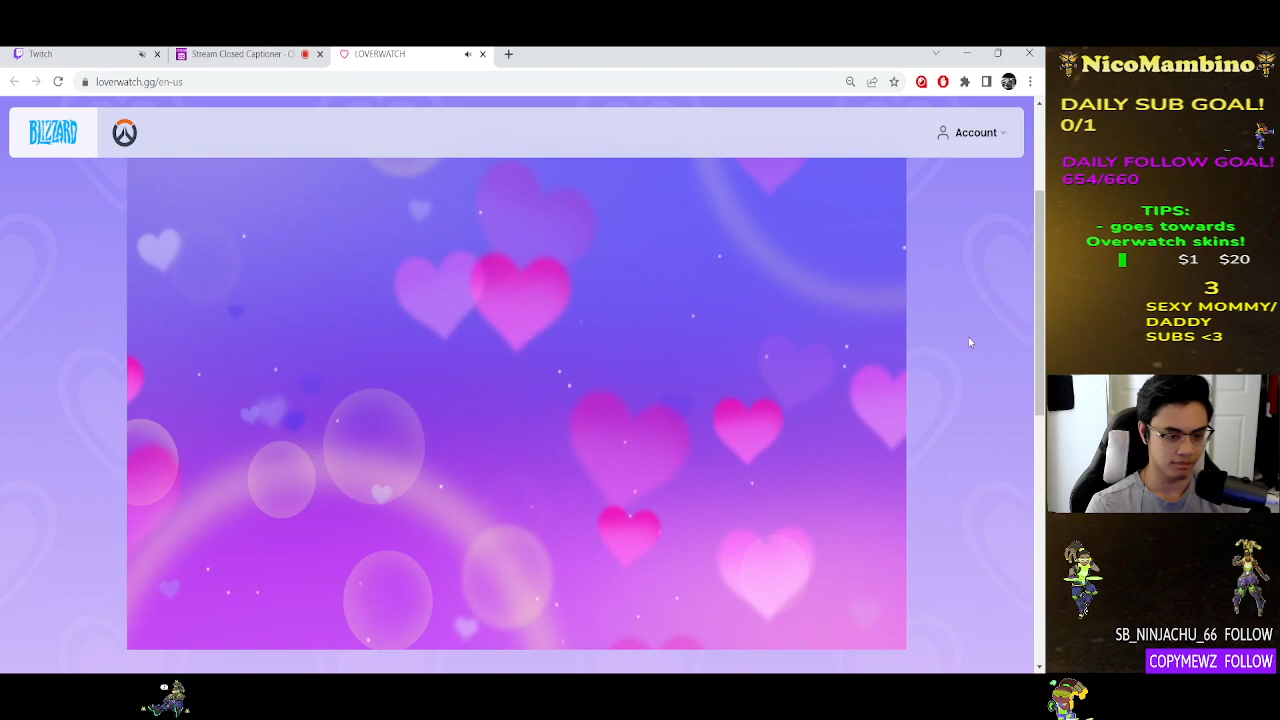 Twitch
Stream Closed Captioner - Cl
LOVERWATCH
loverwatch.gg/en-us
BLIZZARD
Account
NicoMambino
DAILY SUB GOAL!
0/1
DAILY FOLLOW GOAL!
654/660
TIPS:
- goes towards
Overwatch skins!
$1 $20
3
SEXY MOMMY/
DADDY
SUBS <3
SB_NINJACHU_66 FOLLOW
COPYMEWZ FOLLOW